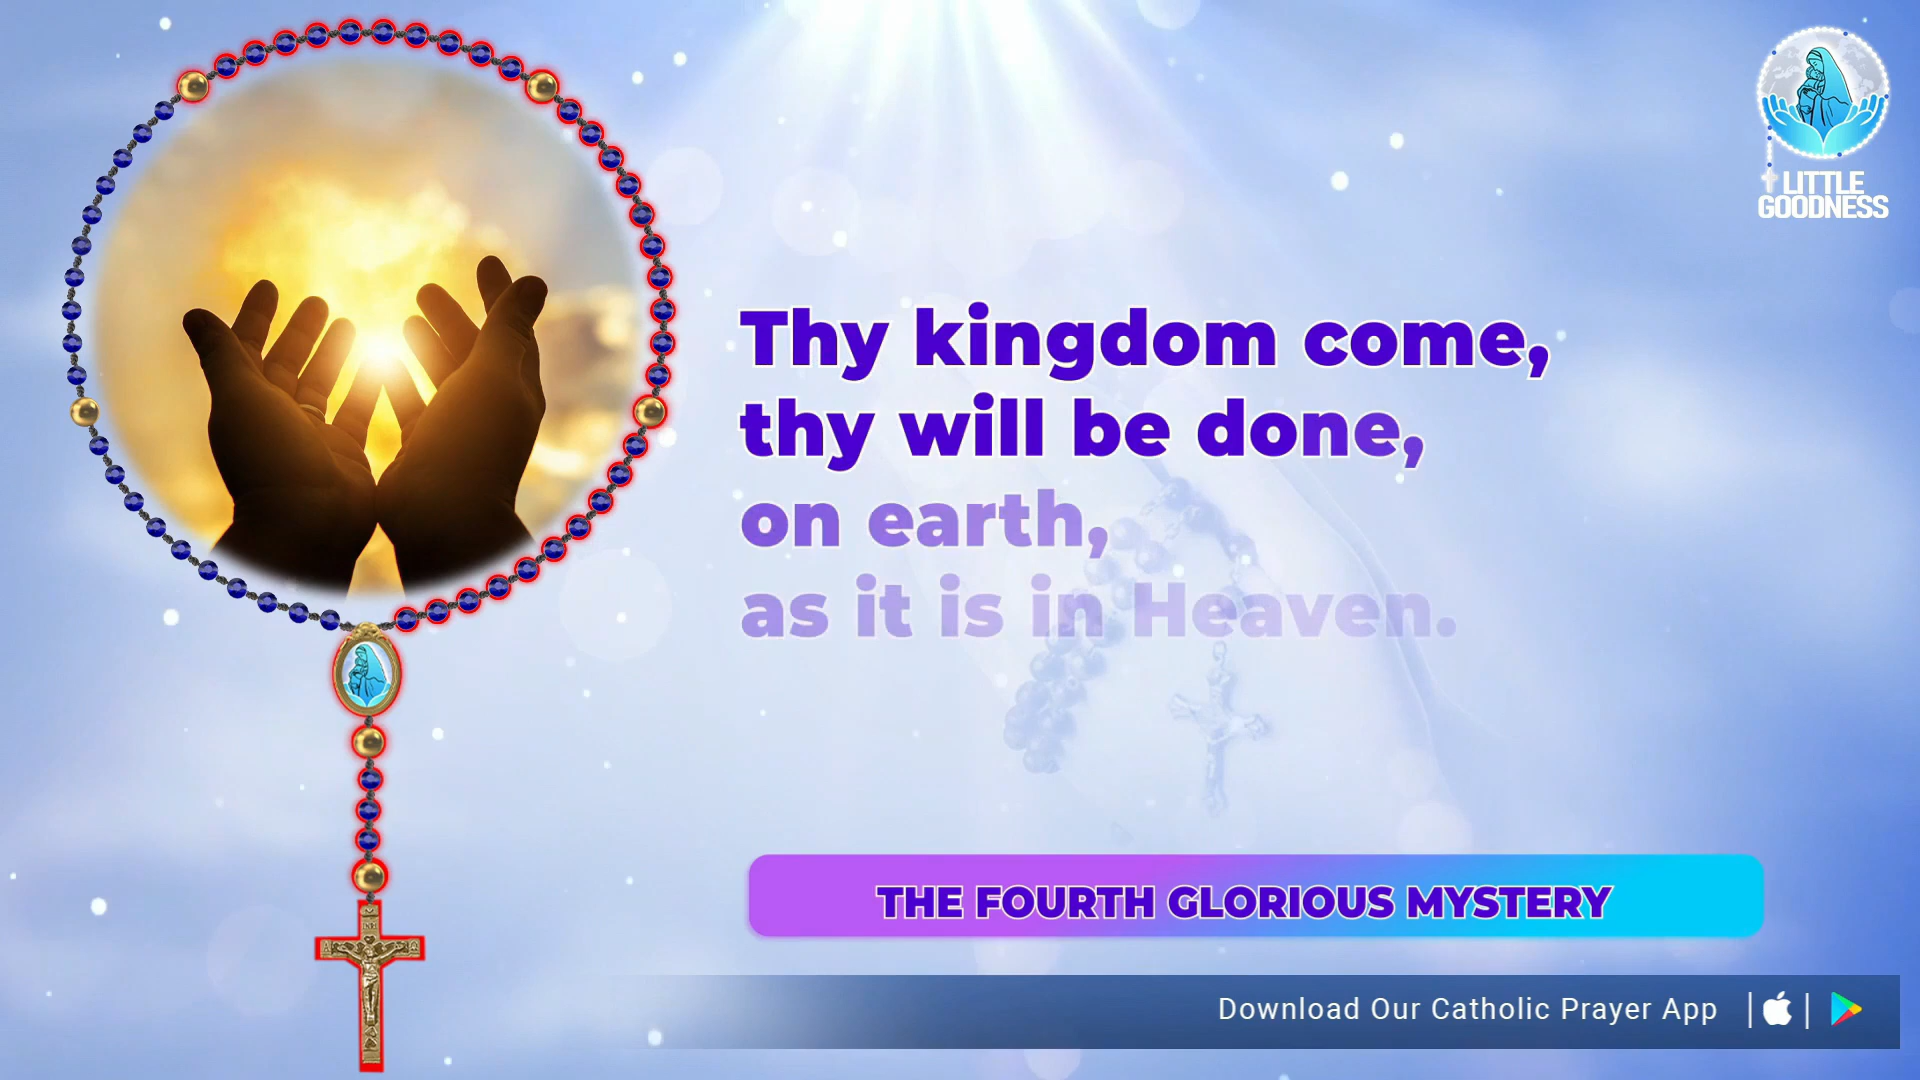 LITTLE
GOODNESS
Thy kingdom come,
thy will be done,
on earth,
as it is in Heaven.
THE FOURTH GLORIOUS MYSTERY
Download Our Catholic Prayer App